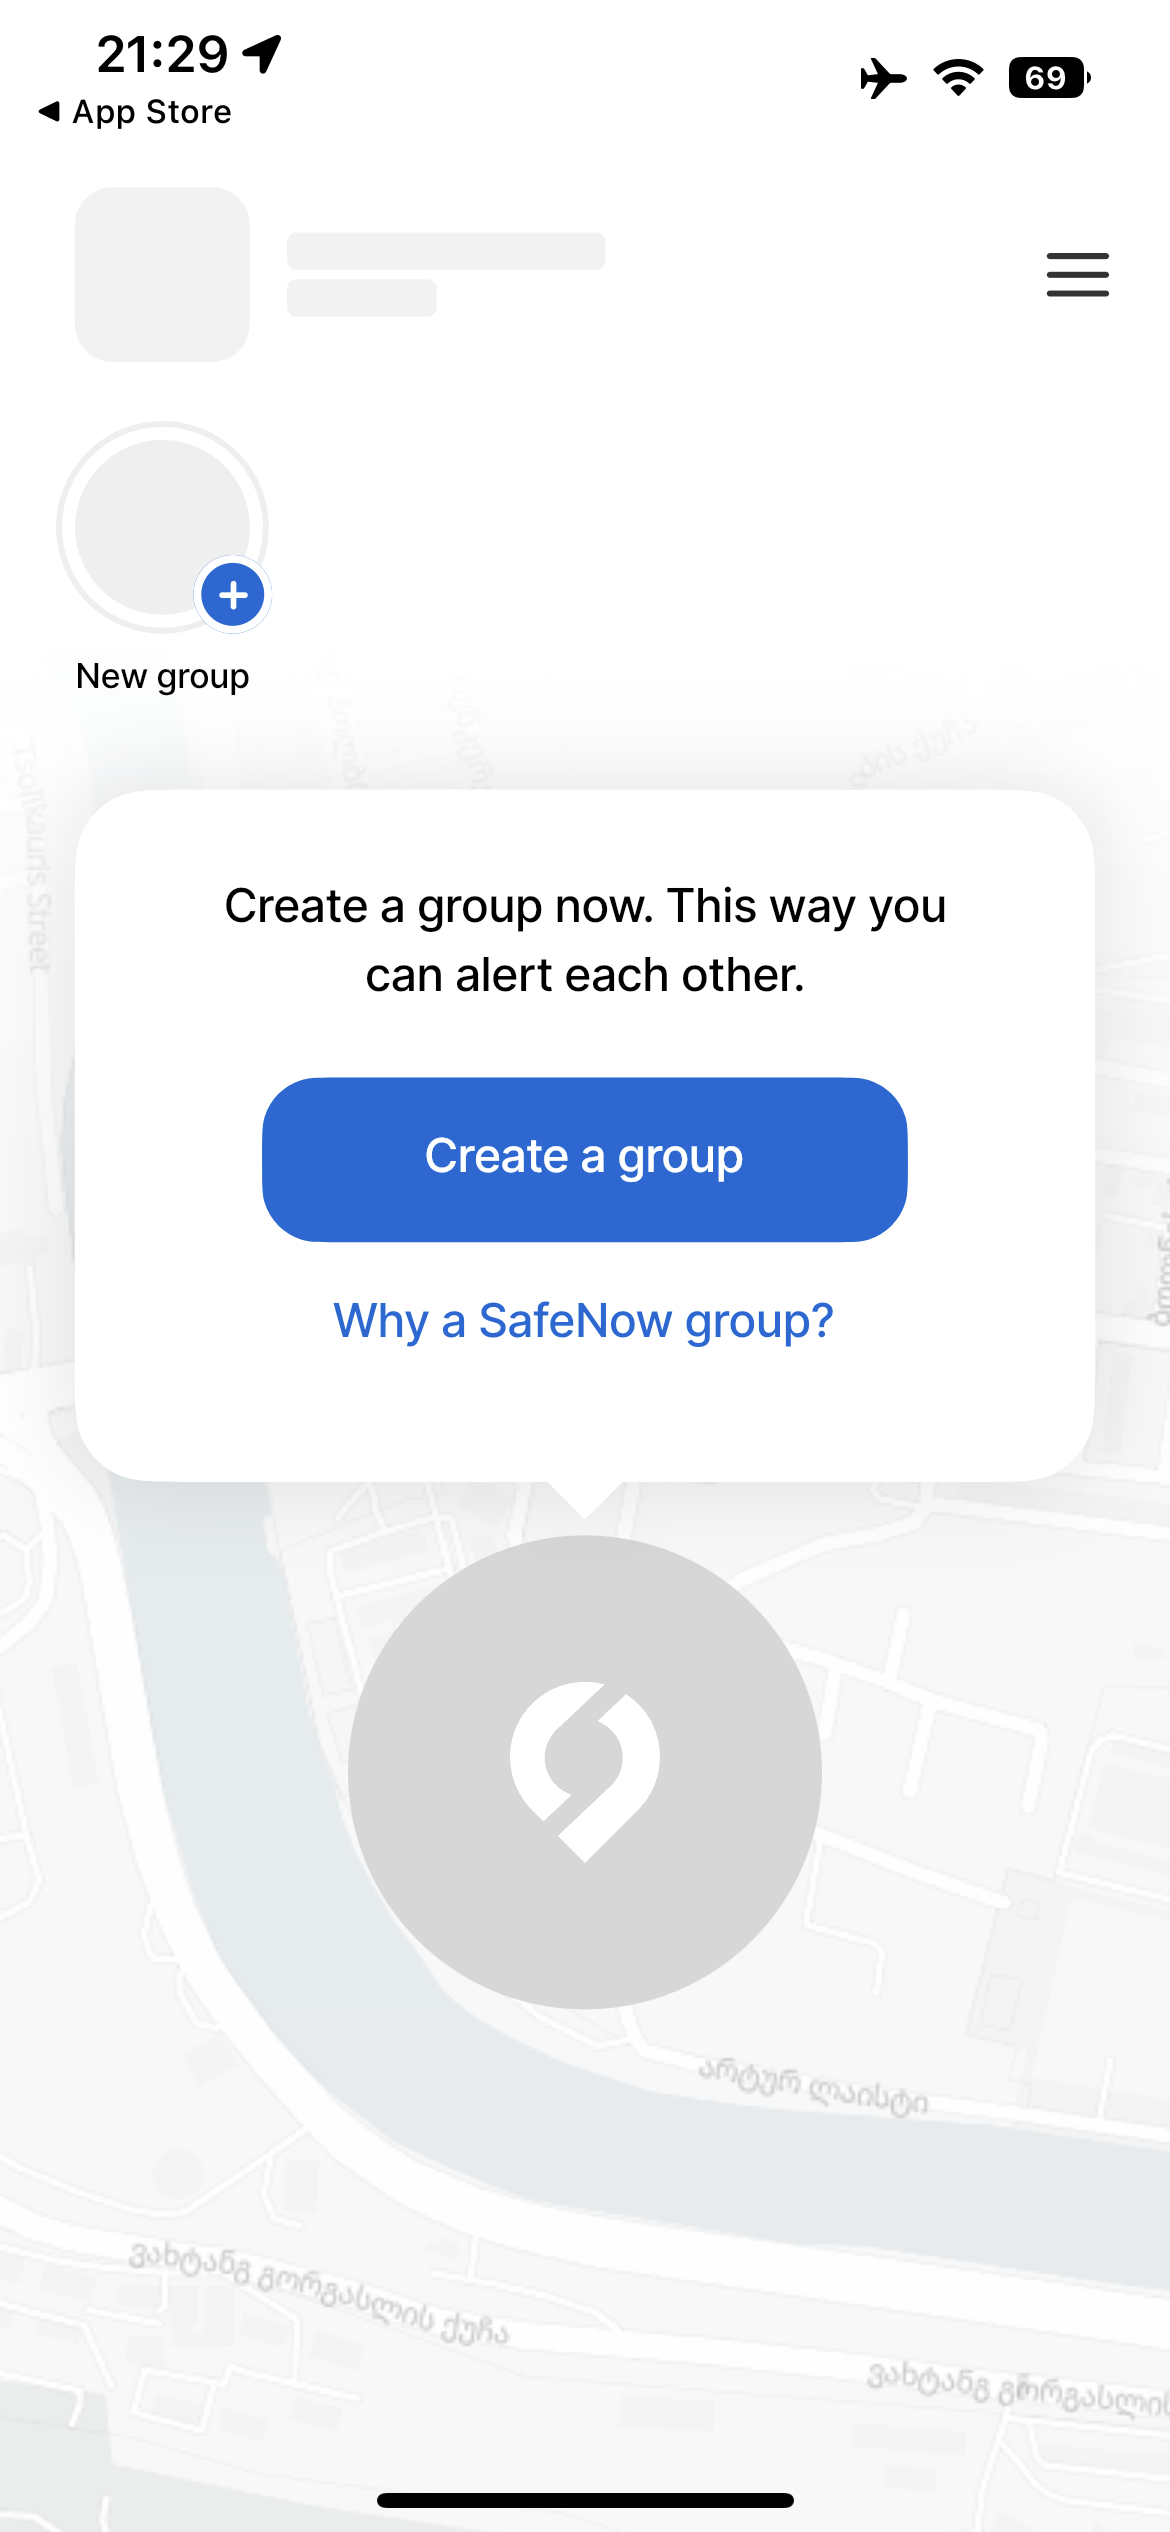 21:29
69
App Store
New group
Tsolikauris Street
Create a group now. This way you
can alert each other.
Create a group
Why a SafeNow group?
არტურ ლაისტი
ვახტანგ გორგასლის ქუჩა
ვახტანგ გორგასლის